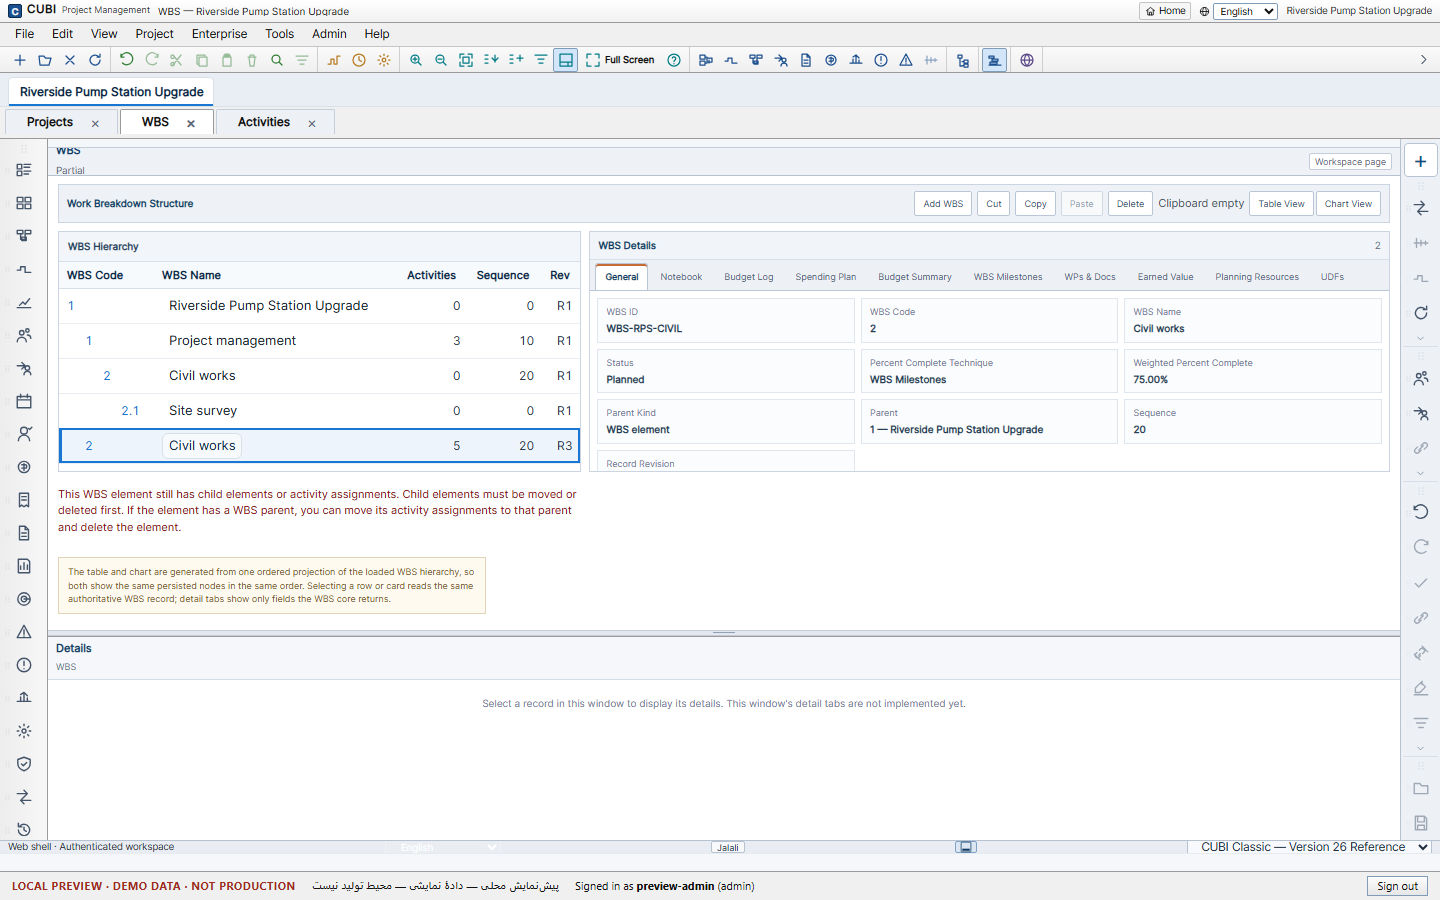 CUBI Project Management WBS — Riverside Pump Station Upgrade
Home English Riverside Pump Station Upgrade
File Edit View Project Enterprise Tools Admin Help
Full Screen
Riverside Pump Station Upgrade
Projects × WBS × Activities ×
WBS
Partial
Workspace page
Work Breakdown Structure
Add WBS Cut Copy Paste Delete Clipboard empty Table View Chart View
WBS Hierarchy
WBS Code WBS Name Activities Sequence Rev
1 Riverside Pump Station Upgrade 0 0 R1
1 Project management 3 10 R1
2 Civil works 0 20 R1
2.1 Site survey 0 0 R1
2 Civil works 5 20 R3
WBS Details 2
General Notebook Budget Log Spending Plan Budget Summary WBS Milestones WPs & Docs Earned Value Planning Resources UDFs
WBS ID WBS Code WBS Name
WBS-RPS-CIVIL 2 Civil works
Status Percent Complete Technique Weighted Percent Complete
Planned WBS Milestones 75.00%
Parent Kind Parent Sequence
WBS element 1 — Riverside Pump Station Upgrade 20
Record Revision
This WBS element still has child elements or activity assignments. Child elements must be moved or
deleted first. If the element has a WBS parent, you can move its activity assignments to that parent
and delete the element.
The table and chart are generated from one ordered projection of the loaded WBS hierarchy, so
both show the same persisted nodes in the same order. Selecting a row or card reads the same
authoritative WBS record; detail tabs show only fields the WBS core returns.
Details
WBS
Select a record in this window to display its details. This window's detail tabs are not implemented yet.
Web shell · Authenticated workspace English Jalali CUBI Classic — Version 26 Reference
LOCAL PREVIEW · DEMO DATA · NOT PRODUCTION پیش‌نمایش محلی — دادهٔ نمایشی — محیط تولید نیست Signed in as preview-admin (admin) Sign out